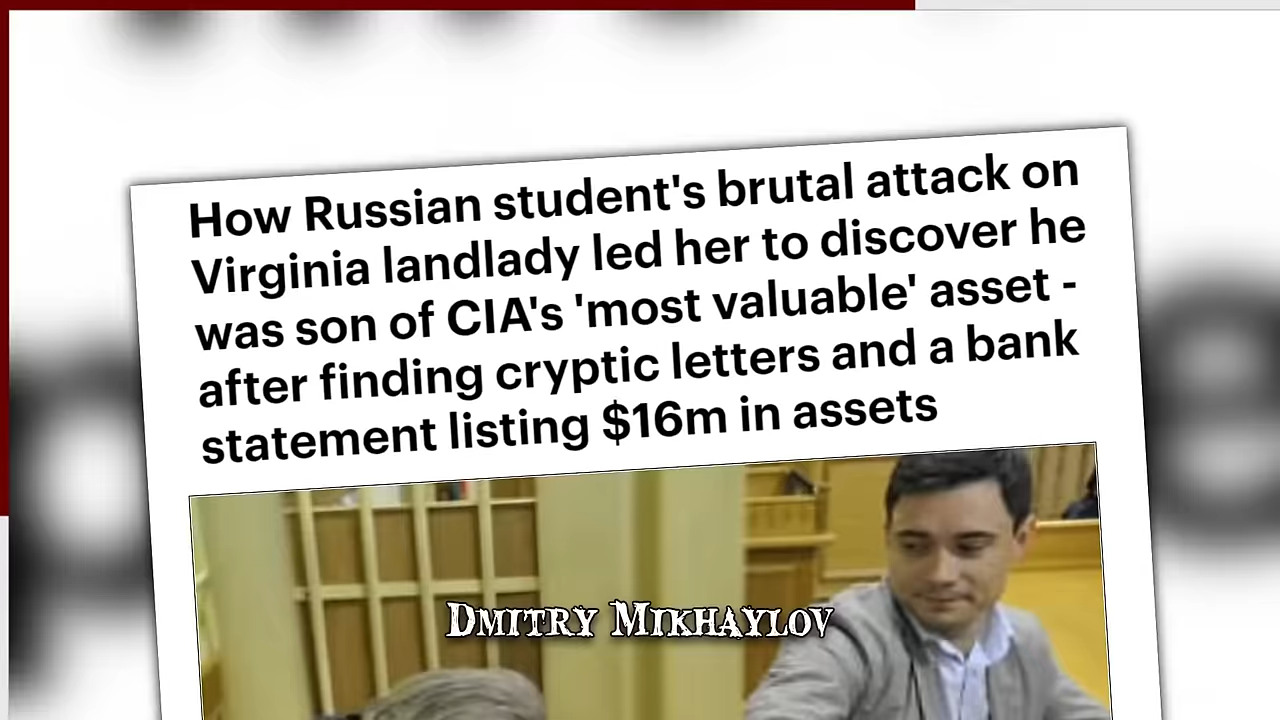 How Russian student's brutal attack on
Virginia landlady led her to discover he
was son of CIA's 'most valuable' asset -
after finding cryptic letters and a bank
statement listing $16m in assets
Dmitry Mikhaylov